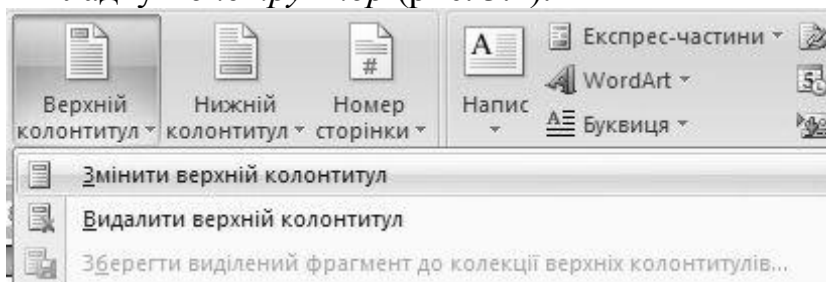 Верхній колонтитул
Нижній колонтитул
Номер сторінки
#
A
Напис
Експрес-частини
WordArt
A Буквиця
5
Змінити верхній колонтитул
Видалити верхній колонтитул
Зберегти виділений фрагмент до колекції верхніх колонтитулів...